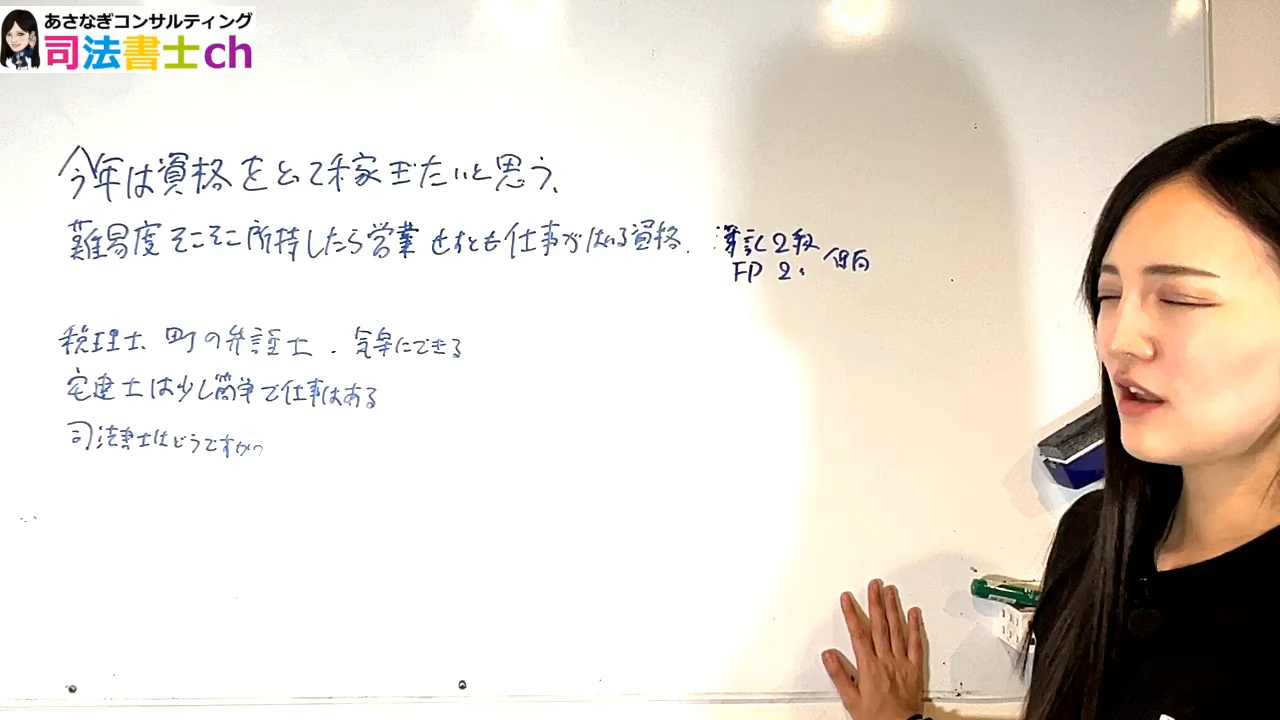 あさなぎコンサルティング
司法書士ch
今年は資格をとって稼ぎたいと思う、
難易度そこそこ所持したら営業せずとも仕事がはいる資格.
簿記2級
FP 2.
税理士、町の弁護士、気楽にできる
宅建士は少し簡単で仕事はある
司法書士はどうですか?